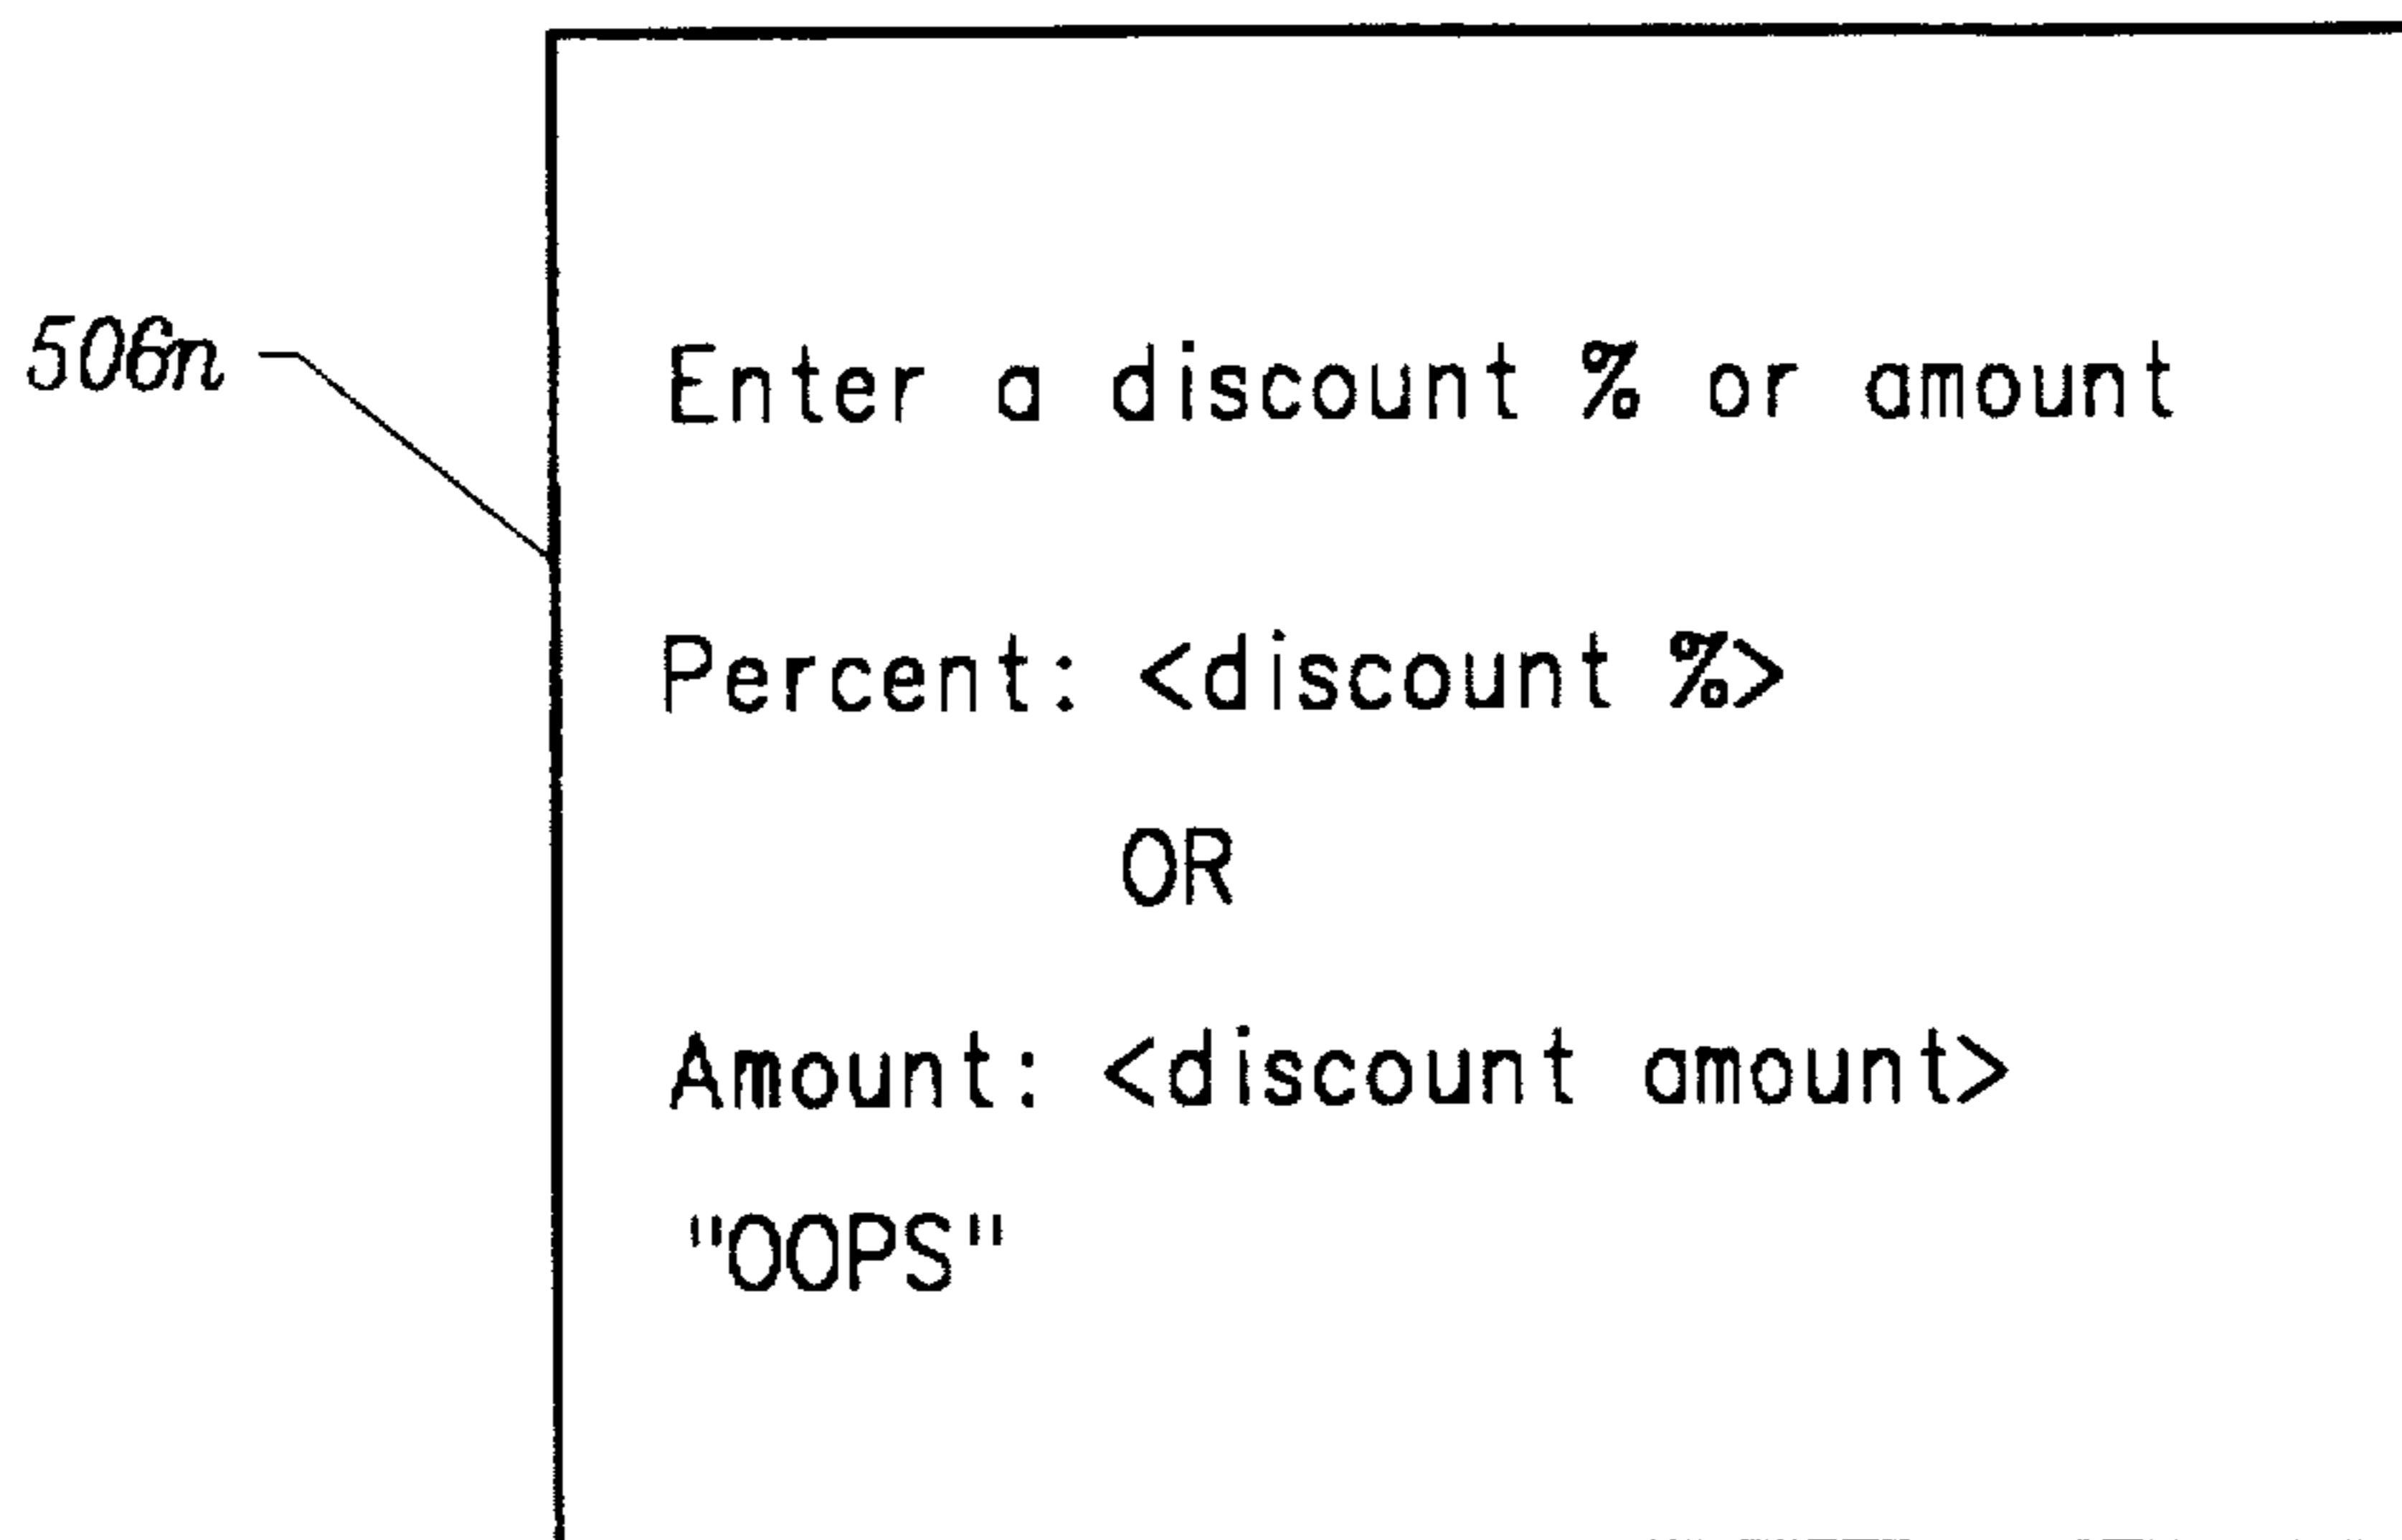 506n
Enter a discount % or amount
Percent: <discount %>
OR
Amount: <discount amount>
"OOPS"